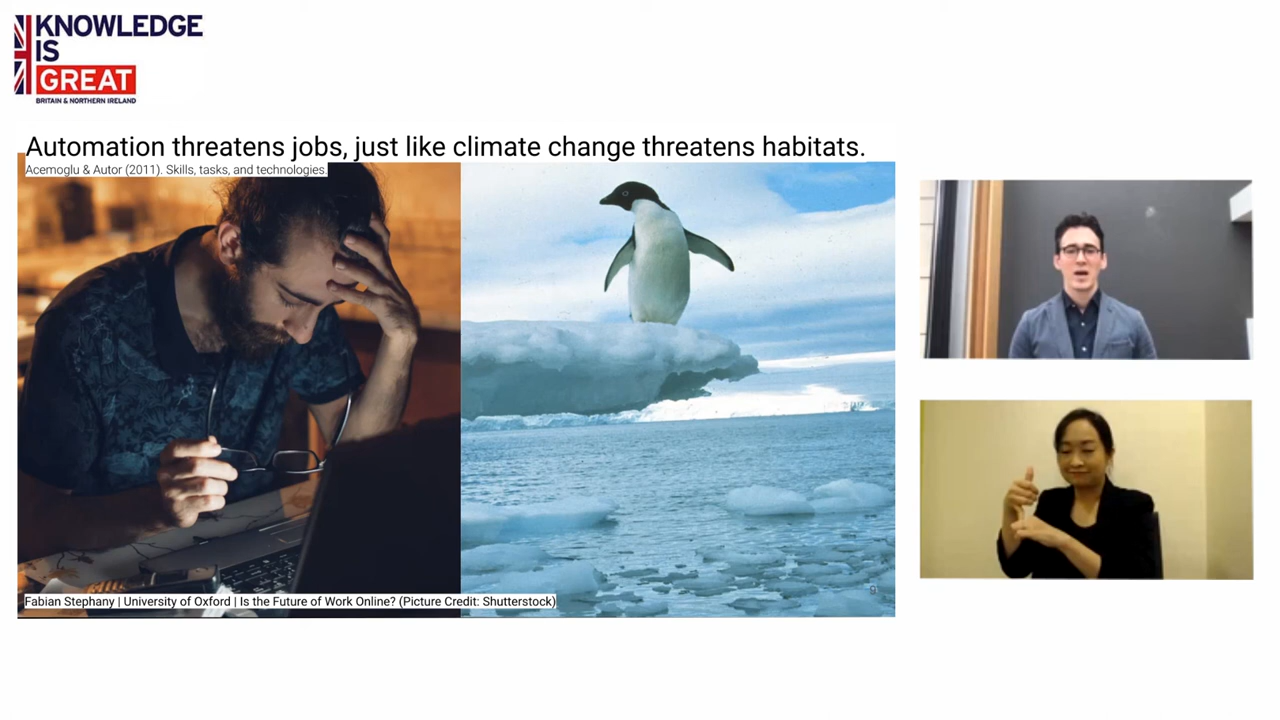 KNOWLEDGE
IS
GREAT
BRITAIN & NORTHERN IRELAND
Automation threatens jobs, just like climate change threatens habitats.
Acemoglu & Autor (2011). Skills, tasks, and technologies.
Fabian Stephany | University of Oxford | Is the Future of Work Online? (Picture Credit: Shutterstock)